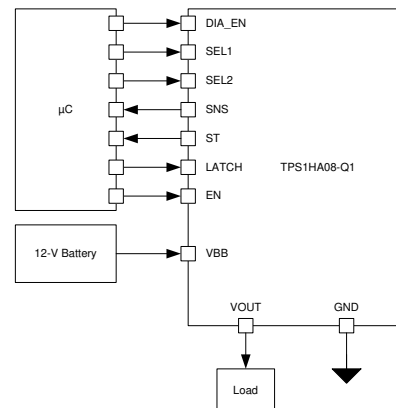 DIA_EN
SEL1
SEL2
SNS
µC
ST
LATCH TPS1HA08-Q1
EN
12-V Battery
VBB
VOUT GND
Load